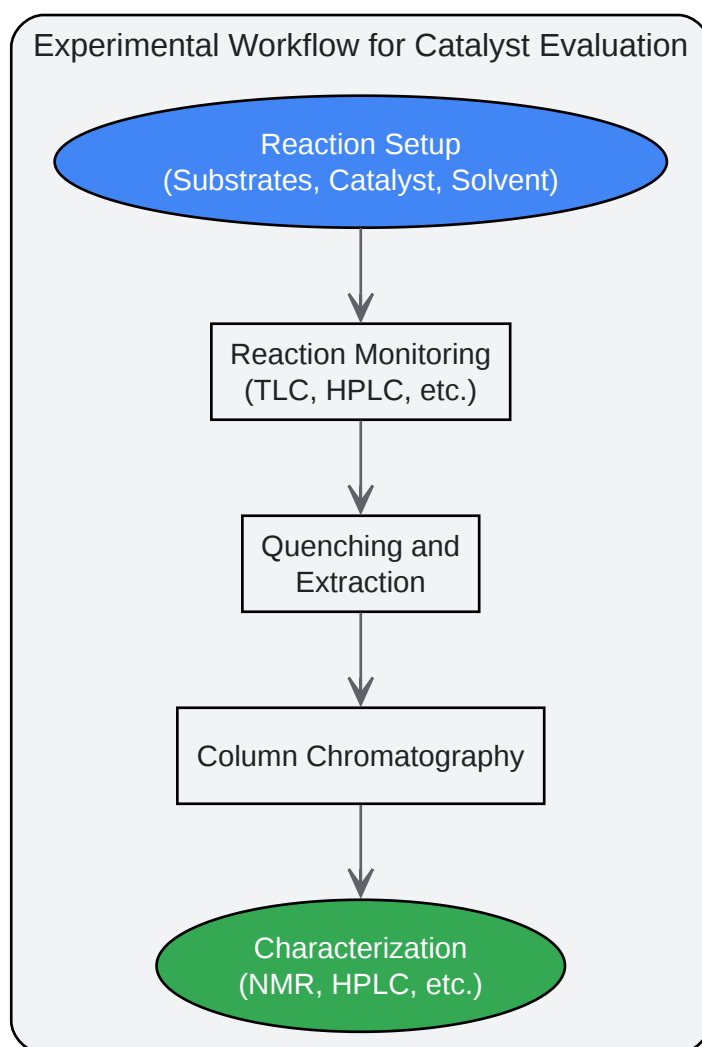 Experimental Workflow for Catalyst Evaluation
Reaction Setup
(Substrates, Catalyst, Solvent)
Reaction Monitoring
(TLC, HPLC, etc.)
Quenching and
Extraction
Column Chromatography
Characterization
(NMR, HPLC, etc.)